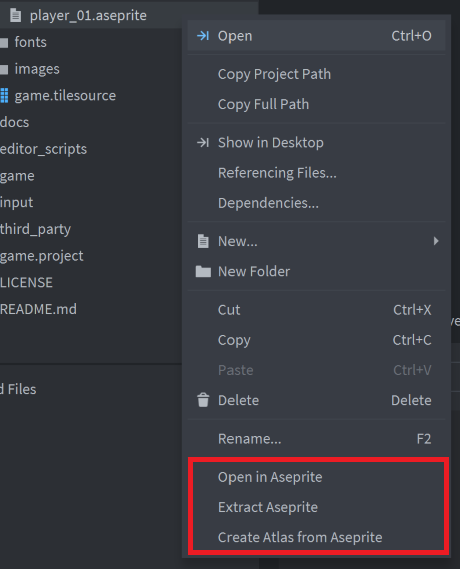 player_01.aseprite
fonts
images
game.tilesource
docs
editor_scripts
game
input
third_party
game.project
LICENSE
README.md
d Files
Open Ctrl+O
Copy Project Path
Copy Full Path
Show in Desktop
Referencing Files...
Dependencies...
New...
New Folder
Cut Ctrl+X
Copy Ctrl+C
Paste Ctrl+V
Delete Delete
Rename... F2
Open in Aseprite
Extract Aseprite
Create Atlas from Aseprite